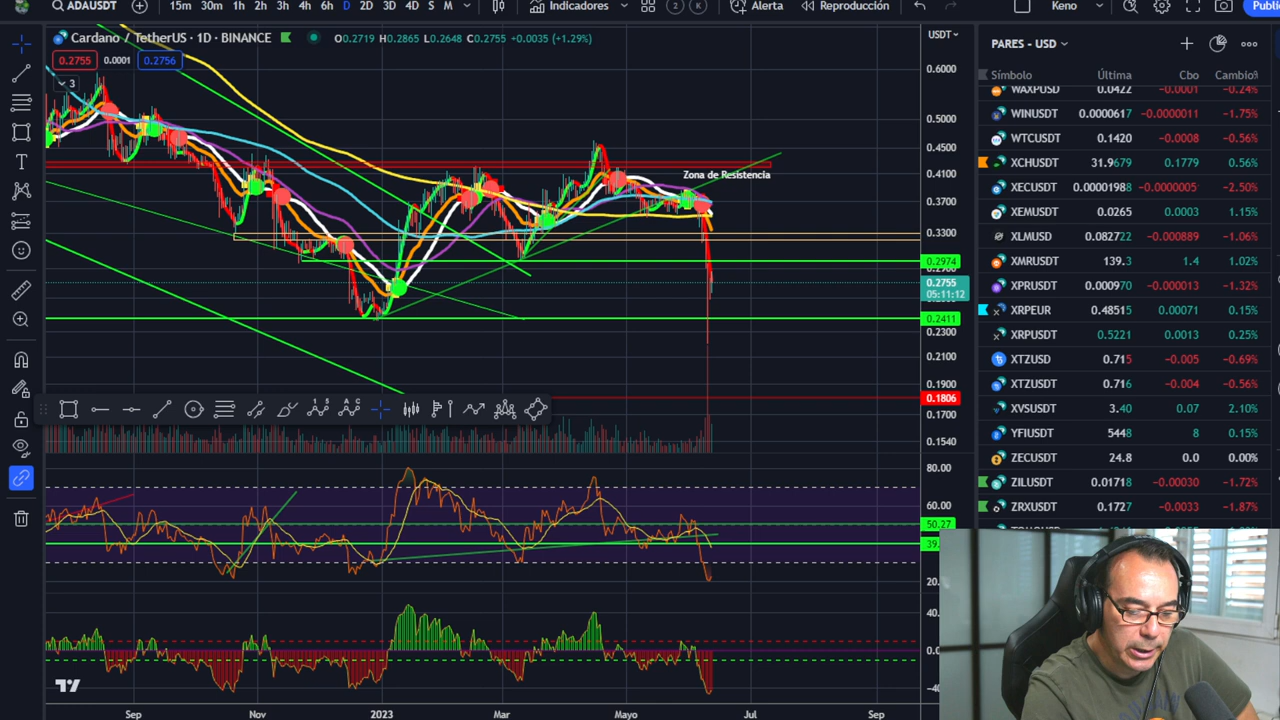 ADAUSDT 15m 30m 1h 2h 3h 4h 6h D 2D 3D 4D S M Indicadores 2 K Alerta Reproducción Keno Publi
Cardano / TetherUS · 1D · BINANCE O0.2719 H0.2865 L0.2648 C0.2755 +0.0035 (+1.29%)
0.2755 0.0001 0.2756
3
USDT
0.6000
0.5000
0.4500
0.4100
0.3700
0.3300
0.2974
0.2755
05:11:12
0.2411
0.2300
0.2100
0.1900
0.1806
0.1700
0.1540
Zona de Resistencia
80.00
60.00
50.27
39.
20.
40.
0.0
-40
Sep Nov 2023 Mar Mayo Jul Sep
PARES - USD
Símbolo Última Cbo Cambio%
WAXPUSD 0.0422 -0.0001 -0.24%
WINUSDT 0.0000617 -0.0000011 -1.75%
WTCUSDT 0.1420 -0.0008 -0.56%
XCHUSDT 31.9679 0.1779 0.56%
XECUSDT -0.0000005 -2.50%
XEMUSDT 0.0265 0.0003 1.15%
XLMUSD 0.082722 -0.000889 -1.06%
XMRUSDT 139.3 1.4 1.02%
XPRUSDT 0.000970 -0.000013 -1.32%
XRPEUR 0.48515 0.00071 0.15%
XRPUSDT 0.5221 0.0013 0.25%
XTZUSD 0.715 -0.005 -0.69%
XTZUSDT 0.716 -0.004 -0.56%
XVSUSDT 3.40 0.07 2.10%
YFIUSDT 5448 8 0.15%
ZECUSDT 24.8 0.0 0.00%
ZILUSDT 0.01718 -0.00030 -1.72%
ZRXUSDT 0.1727 -0.0033 -1.87%